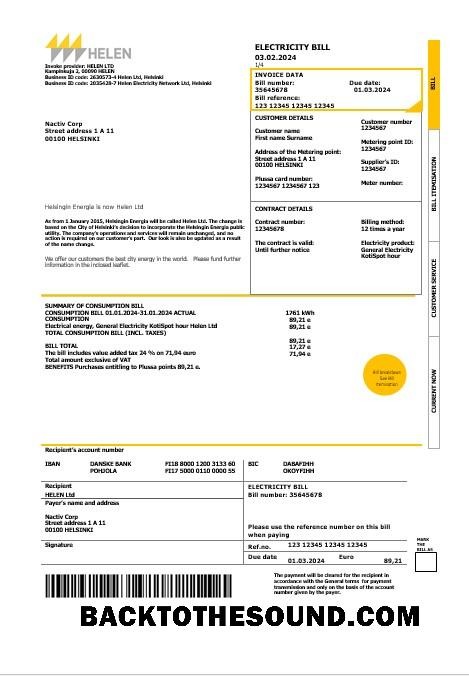 HELEN
Invoke provider: HELEN LTD
Kampinkuja 2, 00090 HELEN
Business ID code: 2630573-4 Helen Ltd, Helsinki
Business ID code: 2035428-7 Helen Electricity Network Ltd, Helsinki
ELECTRICITY BILL
03.02.2024
1/4
INVOICE DATA
Bill number: Due date:
35645678 01.03.2024
Bill reference:
123 12345 12345 12345
BILL
BILL ITEMISATION
CUSTOMER SERVICE
CURRENT NOW
Nactiv Corp
Street address 1 A 11
00100 HELSINKI
CUSTOMER DETAILS
Customer name
First name Surname
Address of the Metering point:
Street address 1 A 11
00100 HELSINKI
Plussa card number:
1234567 1234567 123
Customer number
1234567
Metering point ID:
1234567
Supplier's ID:
1234567
Meter number:
Helsingin Energia is now Helen Ltd
As from 1 January 2015, Helsingin Energia will be called Helen Ltd. The change is
based on the City of Helsinki's decision to incorporate the Helsingin Energia public
utility. The company's operations and services will remain unchanged, and no
action is required on our customer's part. Our look is also be updated as a result
of the name change.
We offer our customers the best city energy in the world. Please fund further
information in the inclosed leaflet.
CONTRACT DETAILS
Contract number:
12345678
The contract is valid:
Until further notice
Billing method:
12 times a year
Electricity product:
General Electricity
KotiSpot hour
SUMMARY OF CONSUMPTION BILL
CONSUMPTION BILL 01.01.2024-31.01.2024 ACTUAL 1761 kWh
CONSUMPTION 89,21 e
Electrical energy, General Electricity KotiSpot hour Helen Ltd 89,21 e
TOTAL CONSUMPTION BILL (INCL. TAXES)
89,21 e
BILL TOTAL 17,27 e
The bill includes value added tax 24 % on 71,94 euro 71,94 e
Total amount exclusive of VAT
BENEFITS Purchases entitling to Plussa points 89,21 e.
Bill breakdown
See Bill
itemisation
Recipient's account number
IBAN DANSKE BANK FI18 8000 1200 3133 60 BIC DABAFIHH
POHJOLA FI17 5000 0110 0000 55 OKOYFIHH
Recipient
HELEN Ltd
ELECTRICITY BILL
Bill number: 35645678
Payer's name and address
Nactiv Corp
Street address 1 A 11
00100 HELSINKI
Please use the reference number on this bill
when paying
Signature
Ref.no. 123 12345 12345 12345
Due date 01.03.2024 Euro 89,21
MARK
THE
BILL AS
The payment will be cleared for the recipient in
accordance with the General terms for payment
transmission and only on the basis of the account
number given by the payer.
BACKTOTHESOUND.COM